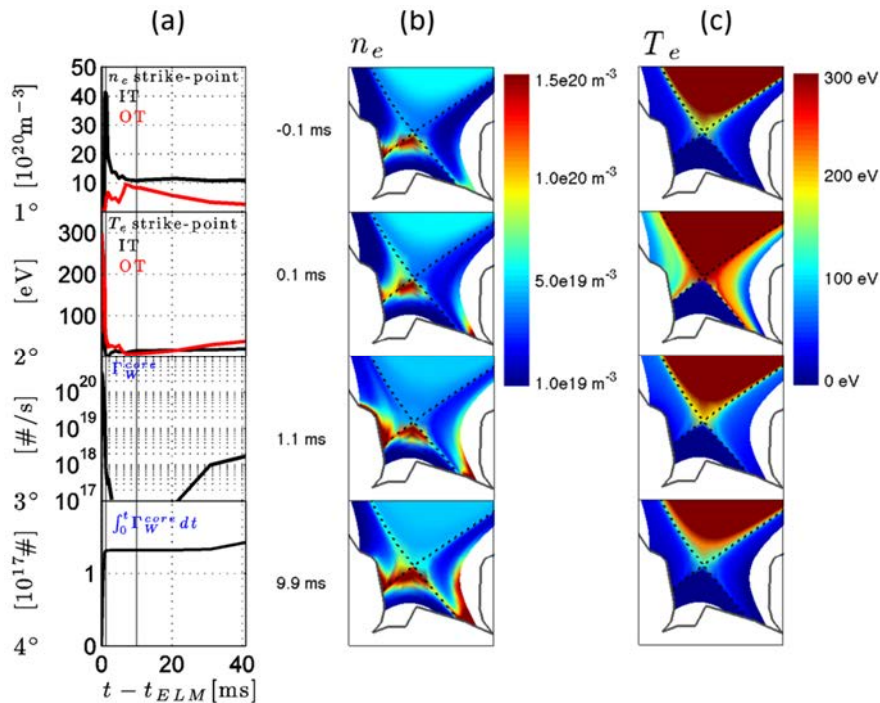 (a)
(b)
(c)
n_e
T_e
50
40
30
20
10
1° [10^20 m^-3]
n_e strike-point
IT
OT
300
200
100
2° [eV]
T_e strike-point
IT
OT
10^20
10^19
10^18
10^17
3° [#/s]
Γ_W^core
1
0
4° [10^17#]
∫_0^t Γ_W^core dt
0 20 40
t − t_ELM [ms]
-0.1 ms
0.1 ms
1.1 ms
9.9 ms
1.5e20 m^-3
1.0e20 m^-3
5.0e19 m^-3
1.0e19 m^-3
300 eV
200 eV
100 eV
0 eV